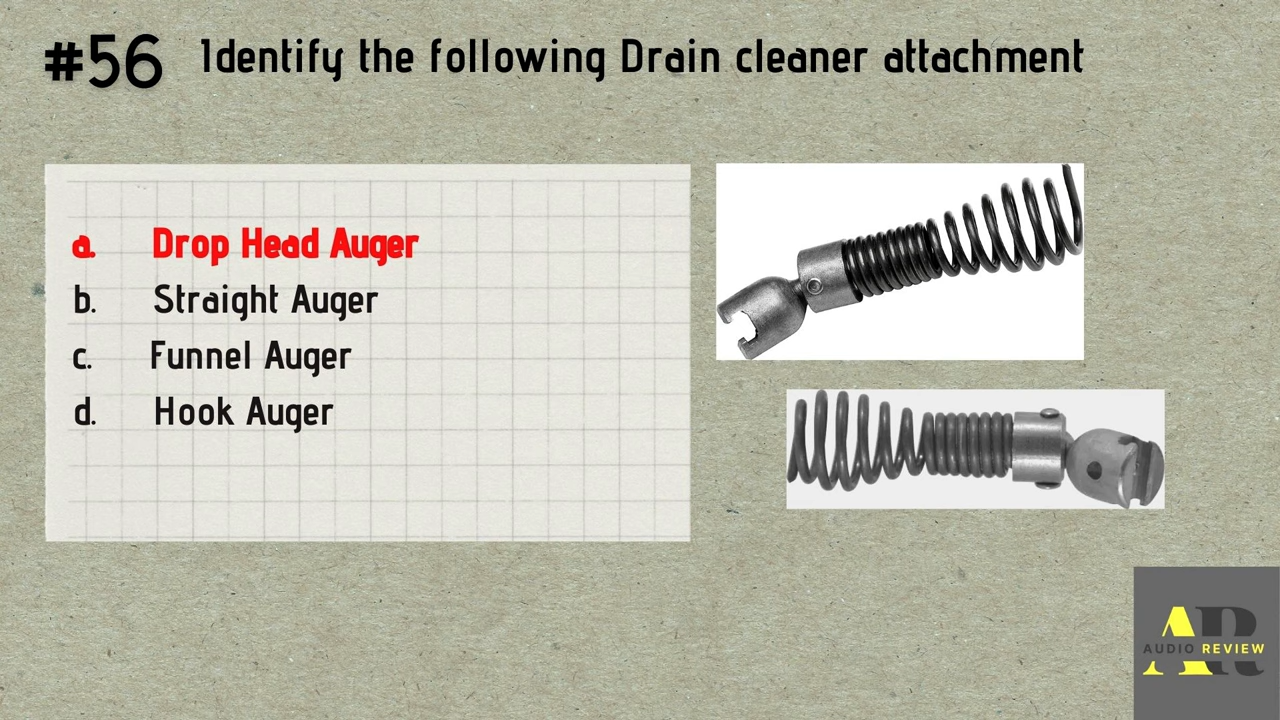 #56 Identify the following Drain cleaner attachment
a. Drop Head Auger
b. Straight Auger
c. Funnel Auger
d. Hook Auger
AR
AUDIO REVIEW